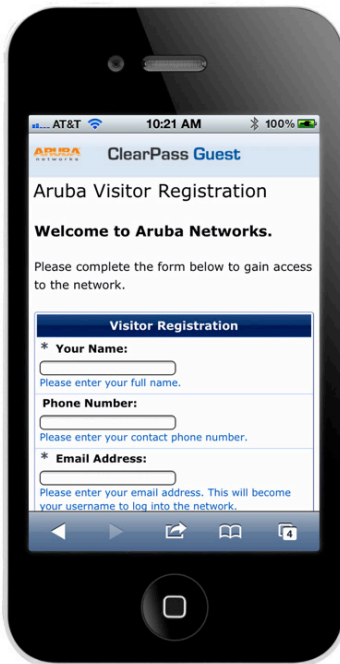 AT&T 10:21 AM 100%
ARUBA
networks
ClearPass Guest
Aruba Visitor Registration
Welcome to Aruba Networks.
Please complete the form below to gain access
to the network.
Visitor Registration
* Your Name:
Please enter your full name.
Phone Number:
Please enter your contact phone number.
* Email Address:
Please enter your email address. This will become
your username to log into the network.
4